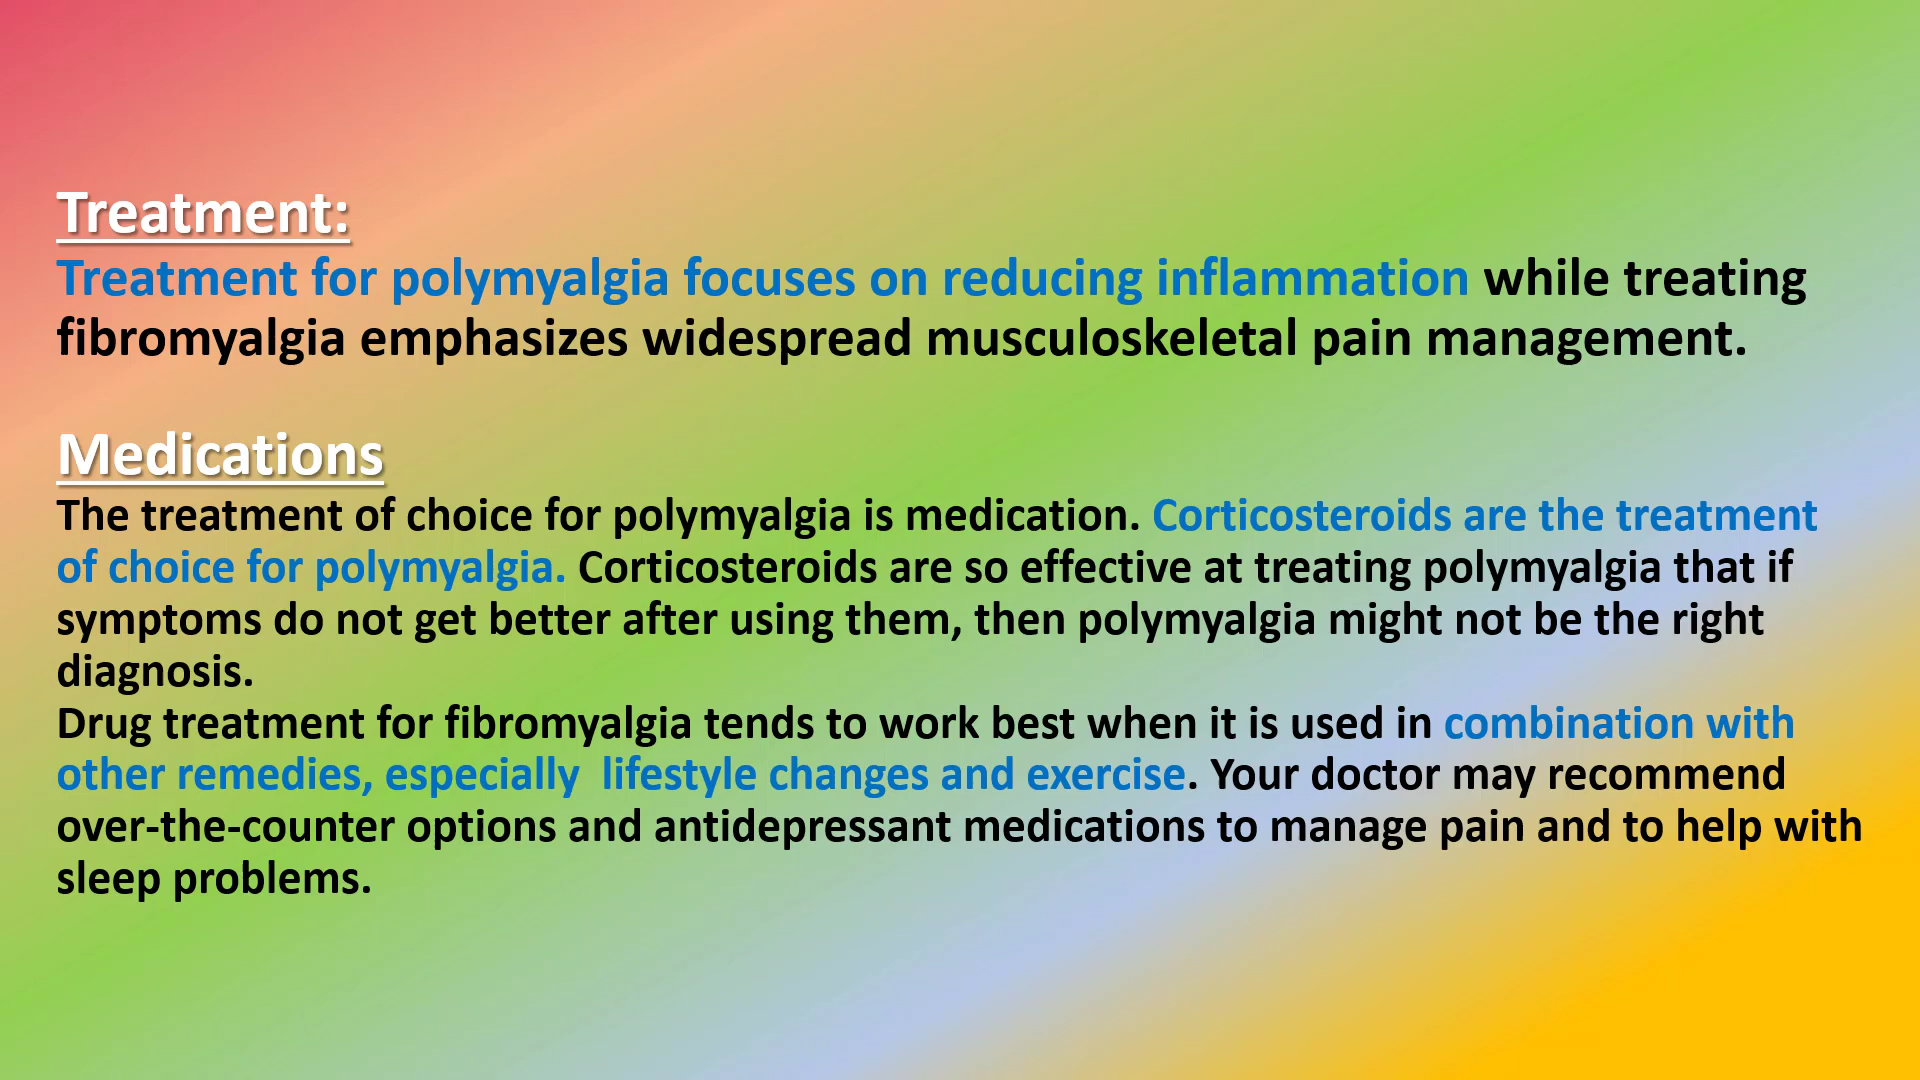 Treatment:
Treatment for polymyalgia focuses on reducing inflammation while treating
fibromyalgia emphasizes widespread musculoskeletal pain management.
Medications
The treatment of choice for polymyalgia is medication. Corticosteroids are the treatment
of choice for polymyalgia. Corticosteroids are so effective at treating polymyalgia that if
symptoms do not get better after using them, then polymyalgia might not be the right
diagnosis.
Drug treatment for fibromyalgia tends to work best when it is used in combination with
other remedies, especially  lifestyle changes and exercise. Your doctor may recommend
over-the-counter options and antidepressant medications to manage pain and to help with
sleep problems.